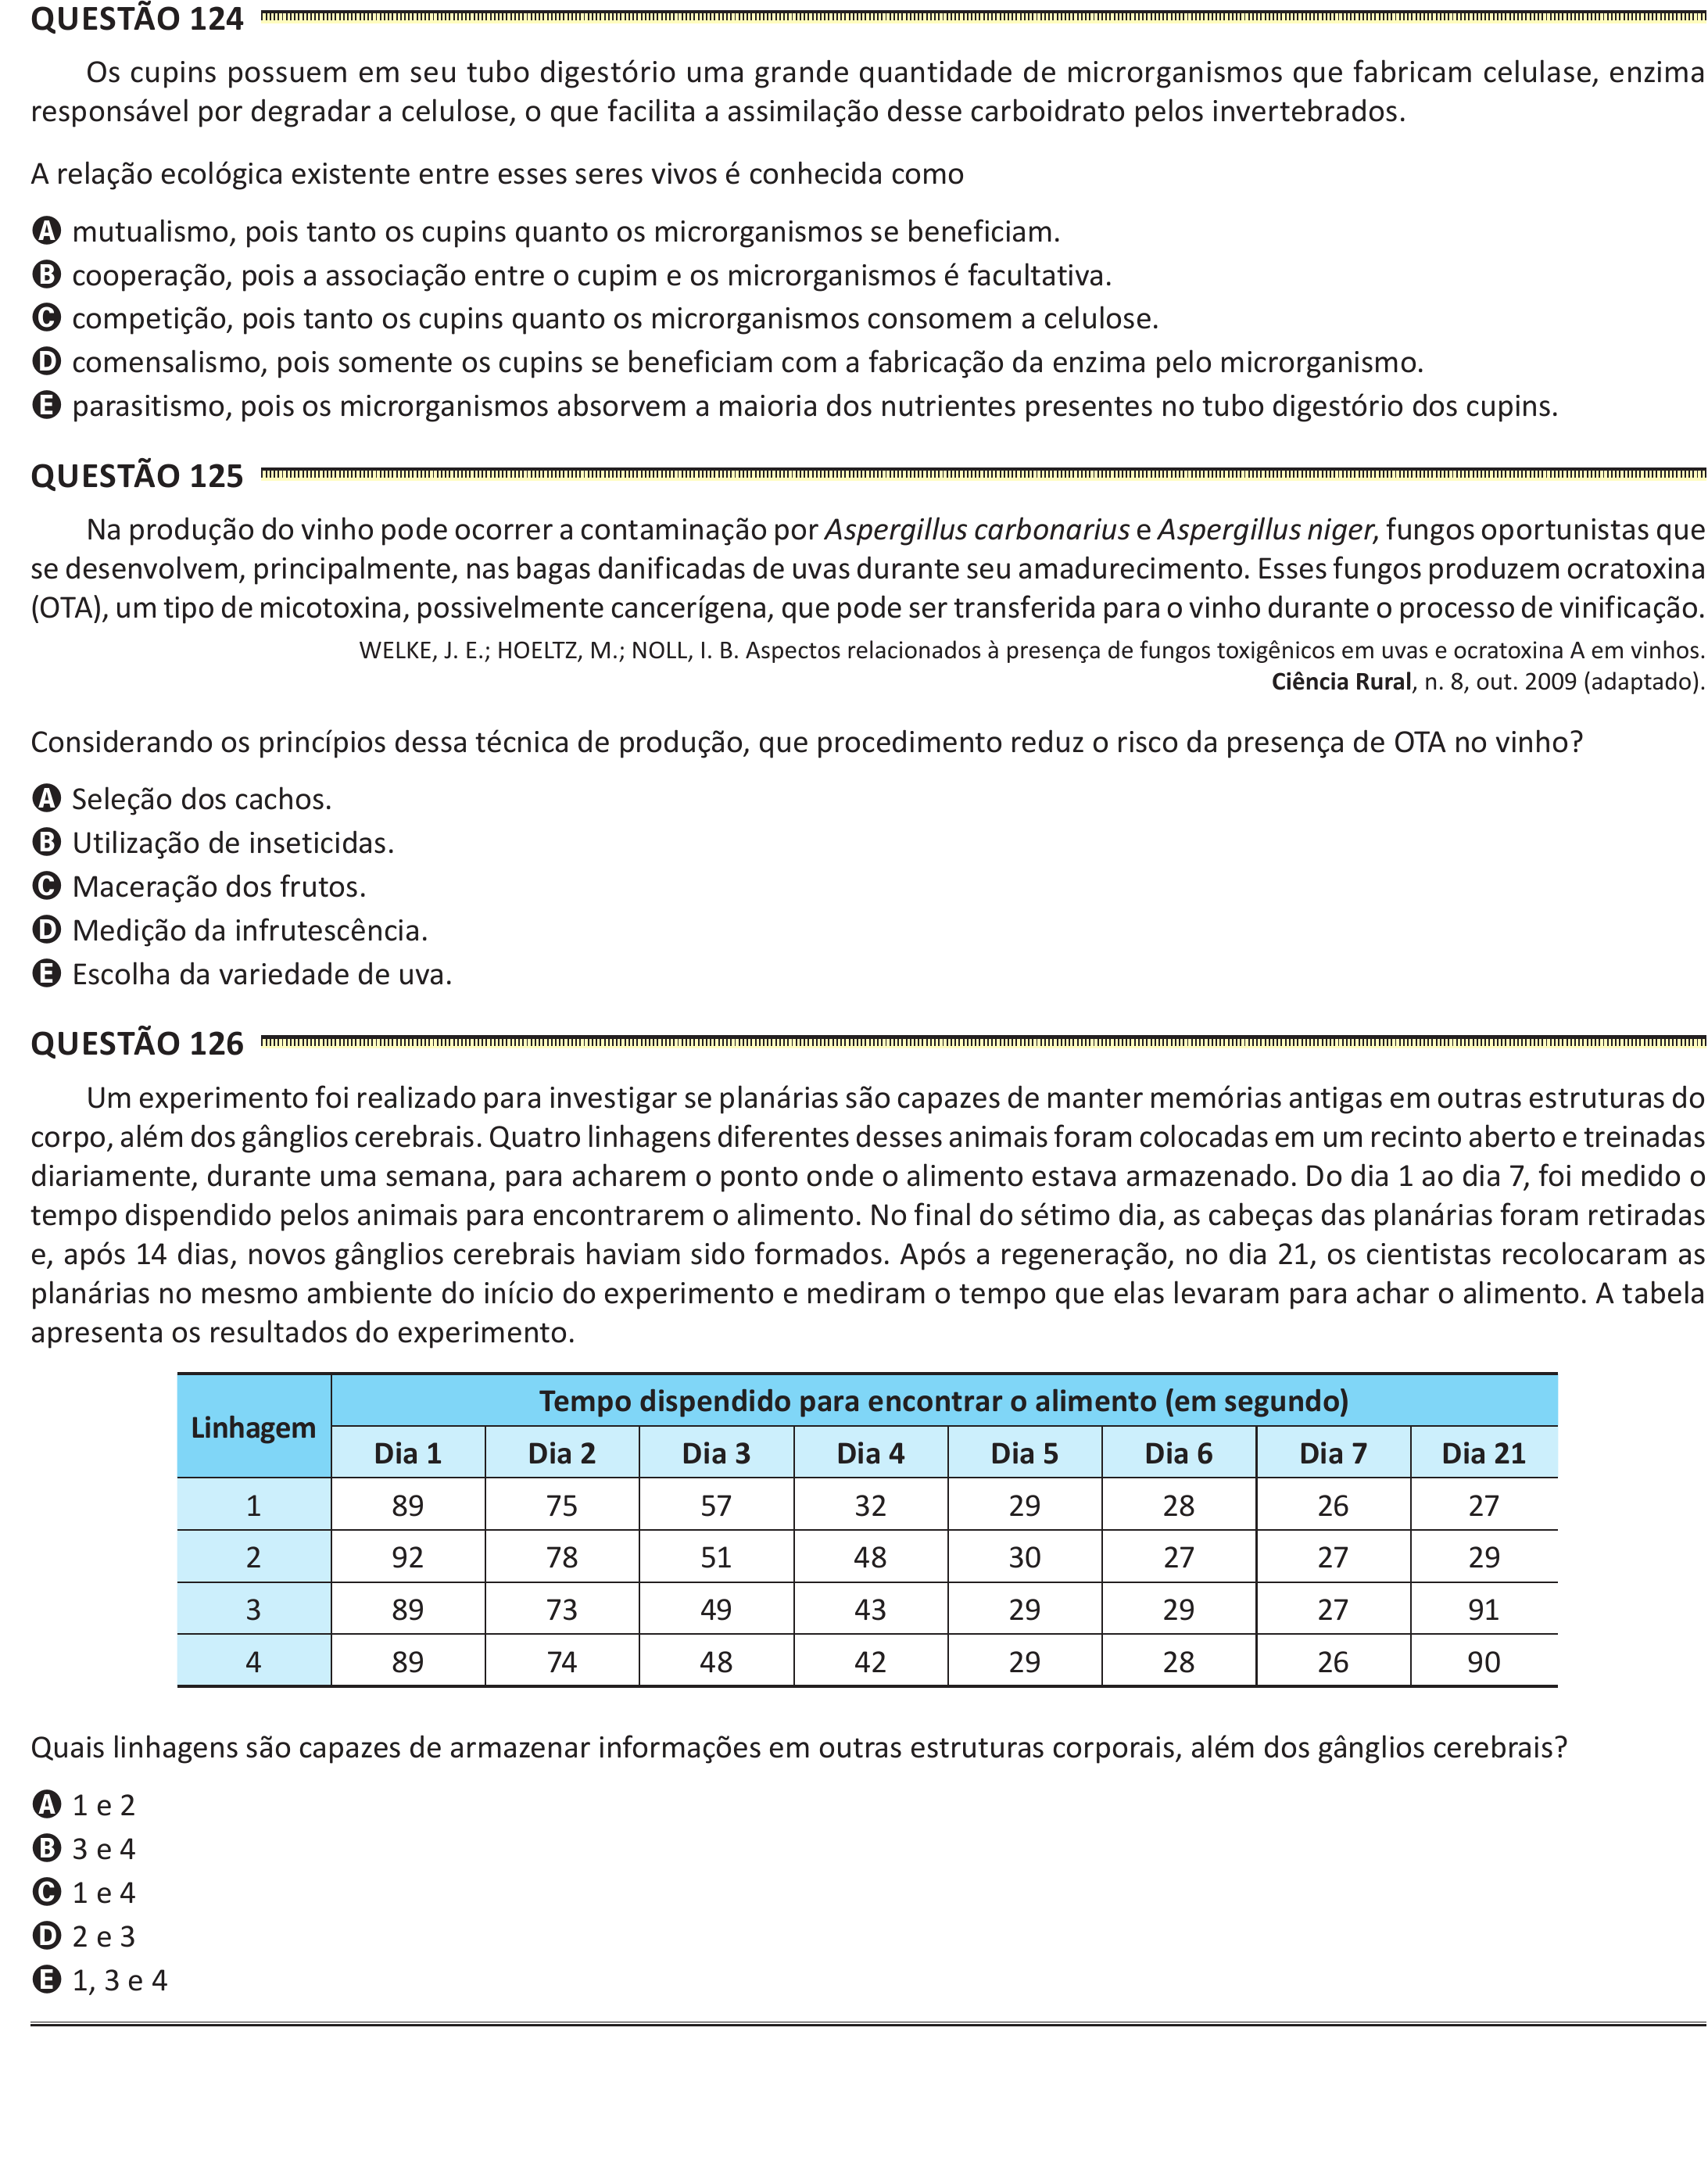 QUESTÃO 124
Os cupins possuem em seu tubo digestório uma grande quantidade de microrganismos que fabricam celulase, enzima
responsável por degradar a celulose, o que facilita a assimilação desse carboidrato pelos invertebrados.
A relação ecológica existente entre esses seres vivos é conhecida como
A mutualismo, pois tanto os cupins quanto os microrganismos se beneficiam.
B cooperação, pois a associação entre o cupim e os microrganismos é facultativa.
C competição, pois tanto os cupins quanto os microrganismos consomem a celulose.
D comensalismo, pois somente os cupins se beneficiam com a fabricação da enzima pelo microrganismo.
E parasitismo, pois os microrganismos absorvem a maioria dos nutrientes presentes no tubo digestório dos cupins.
QUESTÃO 125
Na produção do vinho pode ocorrer a contaminação por Aspergillus carbonarius e Aspergillus niger, fungos oportunistas que
se desenvolvem, principalmente, nas bagas danificadas de uvas durante seu amadurecimento. Esses fungos produzem ocratoxina
(OTA), um tipo de micotoxina, possivelmente cancerígena, que pode ser transferida para o vinho durante o processo de vinificação.
WELKE, J. E.; HOELTZ, M.; NOLL, I. B. Aspectos relacionados à presença de fungos toxigênicos em uvas e ocratoxina A em vinhos.
Ciência Rural, n. 8, out. 2009 (adaptado).
Considerando os princípios dessa técnica de produção, que procedimento reduz o risco da presença de OTA no vinho?
A Seleção dos cachos.
B Utilização de inseticidas.
C Maceração dos frutos.
D Medição da infrutescência.
E Escolha da variedade de uva.
QUESTÃO 126
Um experimento foi realizado para investigar se planárias são capazes de manter memórias antigas em outras estruturas do
corpo, além dos gânglios cerebrais. Quatro linhagens diferentes desses animais foram colocadas em um recinto aberto e treinadas
diariamente, durante uma semana, para acharem o ponto onde o alimento estava armazenado. Do dia 1 ao dia 7, foi medido o
tempo dispendido pelos animais para encontrarem o alimento. No final do sétimo dia, as cabeças das planárias foram retiradas
e, após 14 dias, novos gânglios cerebrais haviam sido formados. Após a regeneração, no dia 21, os cientistas recolocaram as
planárias no mesmo ambiente do início do experimento e mediram o tempo que elas levaram para achar o alimento. A tabela
apresenta os resultados do experimento.
Linhagem Tempo dispendido para encontrar o alimento (em segundo)
Dia 1 Dia 2 Dia 3 Dia 4 Dia 5 Dia 6 Dia 7 Dia 21
1 89 75 57 32 29 28 26 27
2 92 78 51 48 30 27 27 29
3 89 73 49 43 29 29 27 91
4 89 74 48 42 29 28 26 90
Quais linhagens são capazes de armazenar informações em outras estruturas corporais, além dos gânglios cerebrais?
A 1 e 2
B 3 e 4
C 1 e 4
D 2 e 3
E 1, 3 e 4